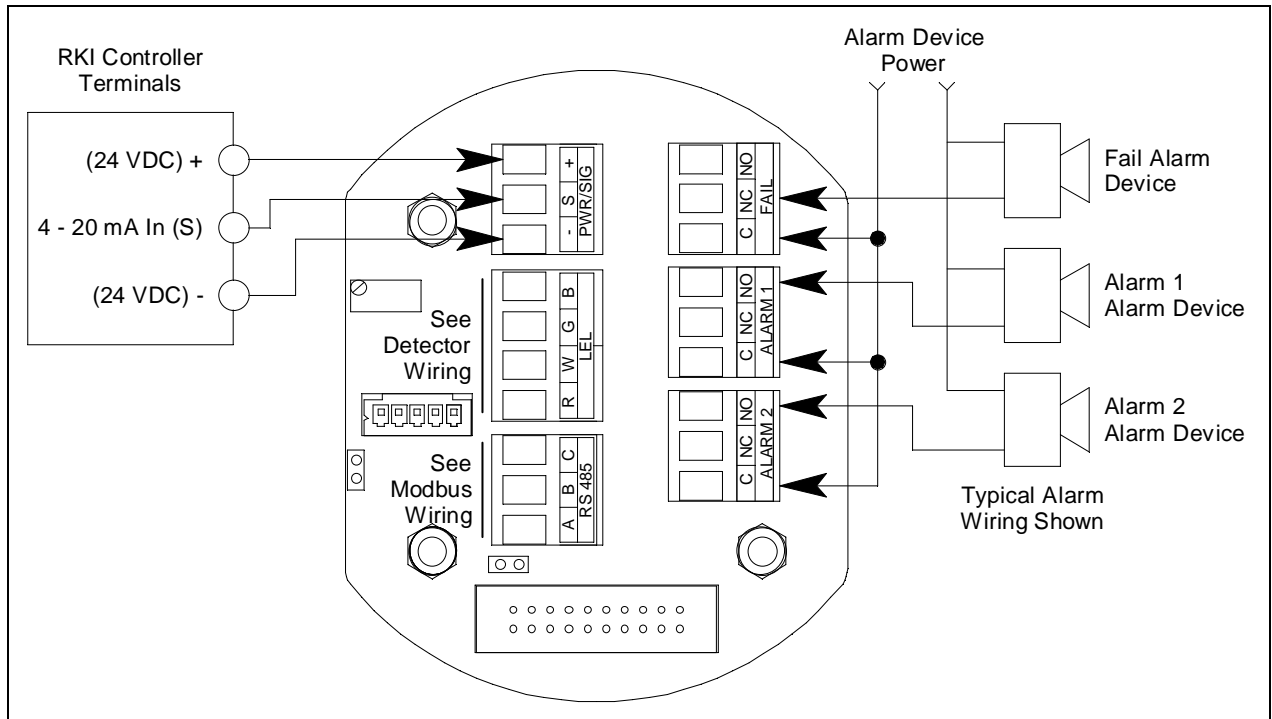 RKI Controller
Terminals
(24 VDC) +
4 - 20 mA In (S)
(24 VDC) -
+
S
-
PWR/SIG
See
Detector
Wiring
B
G
W
R
LEL
See
Modbus
Wiring
C
B
A
RS 485
Alarm Device
Power
NO
NC
C
FAIL
NO
NC
C
ALARM 1
NO
NC
C
ALARM 2
Fail Alarm
Device
Alarm 1
Alarm Device
Alarm 2
Alarm Device
Typical Alarm
Wiring Shown